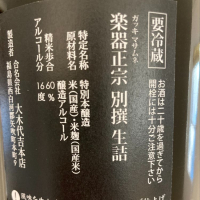 要冷蔵
お酒は二十歳を過ぎてから
開栓には十分ご注意下さい
ガッキマサムネ
楽器正宗 別撰 生詰
特定名称 特別本醸造
原材料名 米(国産)・米麹(国産米)
醸造アルコール
精米歩合 60%
アルコール分 16度
製造者 合名会社 大木代吉本店
福島県西白河郡矢吹町本町9